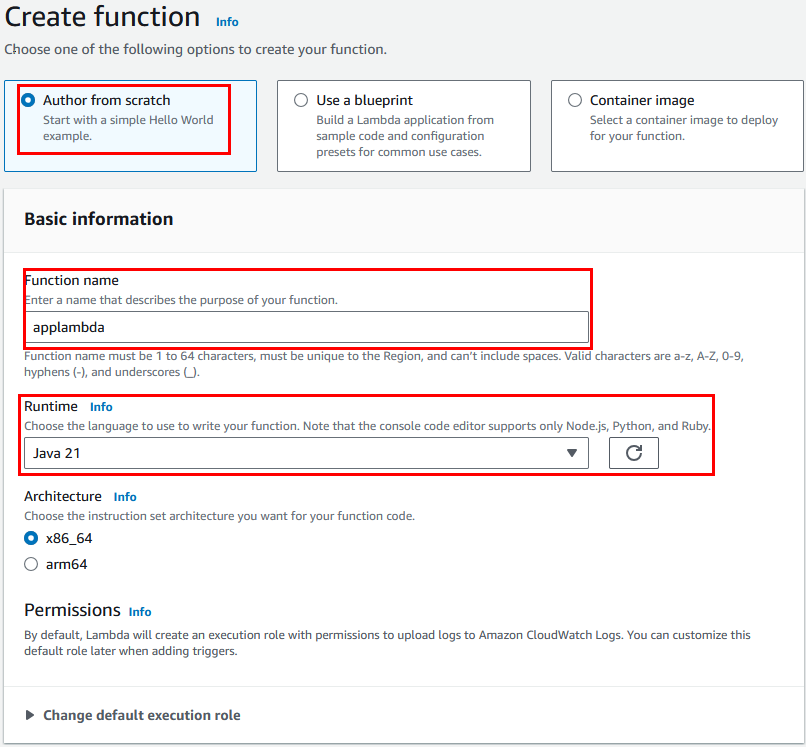 Create function Info
Choose one of the following options to create your function.
Author from scratch
Start with a simple Hello World
example.
Use a blueprint
Build a Lambda application from
sample code and configuration
presets for common use cases.
Container image
Select a container image to deploy
for your function.
Basic information
Function name
Enter a name that describes the purpose of your function.
applambda
Function name must be 1 to 64 characters, must be unique to the Region, and can't include spaces. Valid characters are a-z, A-Z, 0-9,
hyphens (-), and underscores (_).
Runtime Info
Choose the language to use to write your function. Note that the console code editor supports only Node.js, Python, and Ruby.
Java 21
Architecture Info
Choose the instruction set architecture you want for your function code.
x86_64
arm64
Permissions Info
By default, Lambda will create an execution role with permissions to upload logs to Amazon CloudWatch Logs. You can customize this
default role later when adding triggers.
Change default execution role